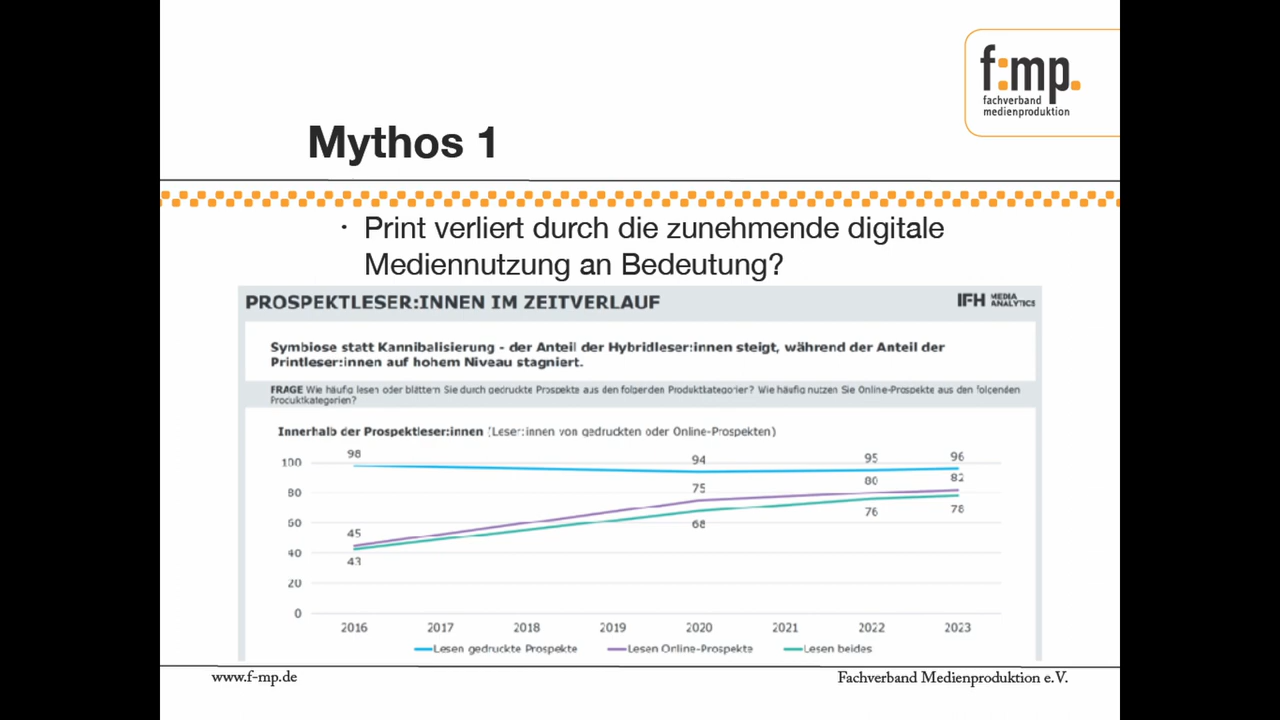 f:mp.
fachverband
medienproduktion
Mythos 1
· Print verliert durch die zunehmende digitale
Mediennutzung an Bedeutung?
PROSPEKTLESER:INNEN IM ZEITVERLAUF
IFH MEDIA
ANALYTICS
Symbiose statt Kannibalisierung - der Anteil der Hybridleser:innen steigt, während der Anteil der
Printleser:innen auf hohem Niveau stagniert.
FRAGE Wie häufig lesen oder blättern Sie durch gedruckte Prospekte aus den folgenden Produktkategorien? Wie häufig nutzen Sie Online-Prospekte aus den folgenden
Produktkategorien?
Innerhalb der Prospektleser:innen (Leser:innen von gedruckten oder Online-Prospekten)
98 94 95 96
100
75 80 82
80
45 68 76 78
60
43
40
20
0
2016 2017 2018 2019 2020 2021 2022 2023
Lesen gedruckte Prospekte Lesen Online-Prospekte Lesen beides
www.f-mp.de Fachverband Medienproduktion e.V.